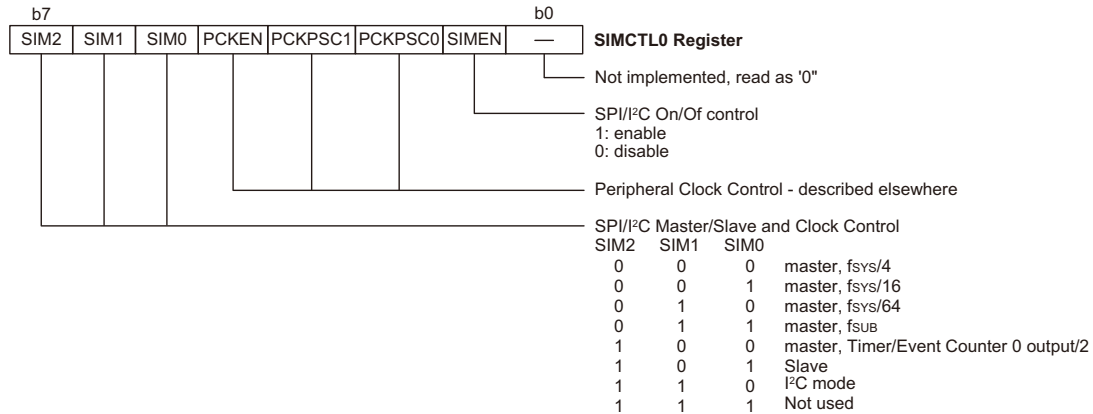 b7 b0
SIM2 SIM1 SIM0 PCKEN PCKPSC1 PCKPSC0 SIMEN — SIMCTL0 Register
Not implemented, read as '0"
SPI/I²C On/Of control
1: enable
0: disable
Peripheral Clock Control - described elsewhere
SPI/I²C Master/Slave and Clock Control
SIM2 SIM1 SIM0
0 0 0 master, fSYS/4
0 0 1 master, fSYS/16
0 1 0 master, fSYS/64
0 1 1 master, fSUB
1 0 0 master, Timer/Event Counter 0 output/2
1 0 1 Slave
1 1 0 I²C mode
1 1 1 Not used